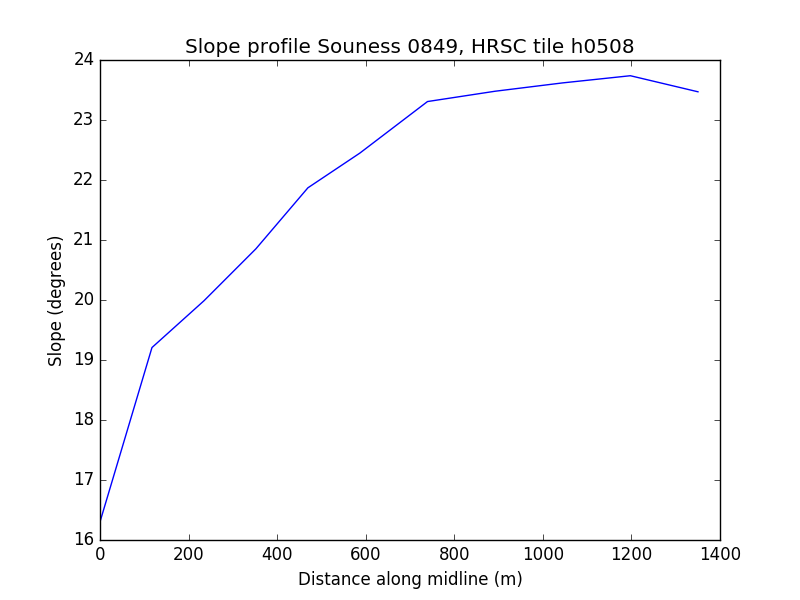 Slope profile Souness 0849, HRSC tile h0508
24
23
22
21
20
19
18
17
16
Slope (degrees)
0 200 400 600 800 1000 1200 1400
Distance along midline (m)